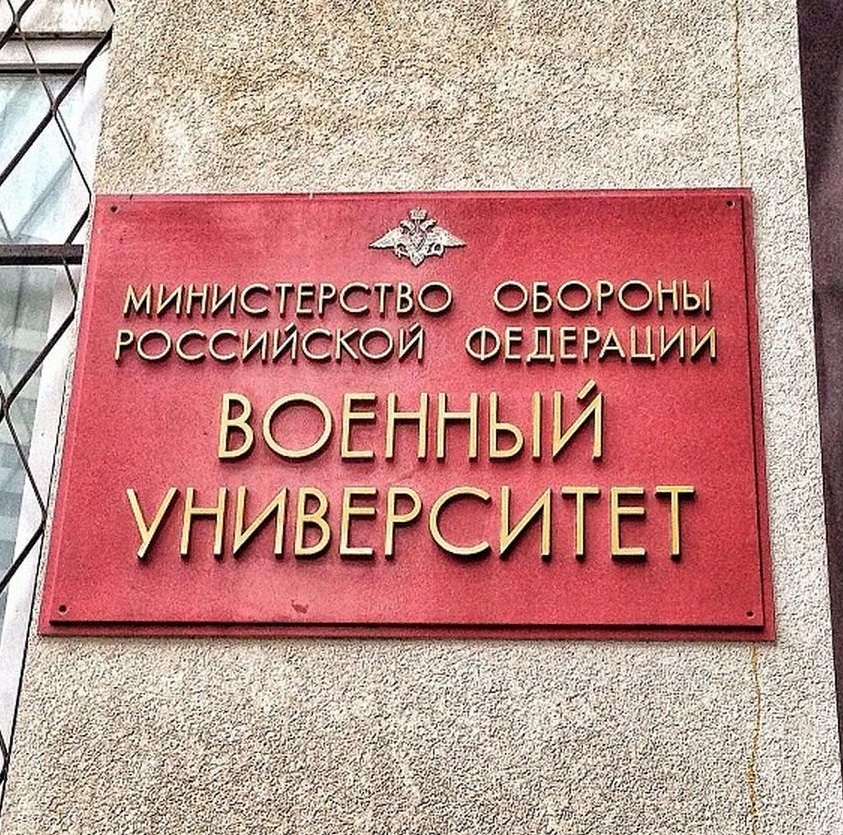 МИНИСТЕРСТВО ОБОРОНЫ
РОССИЙСКОЙ ФЕДЕРАЦИИ
ВОЕННЫЙ
УНИВЕРСИТЕТ